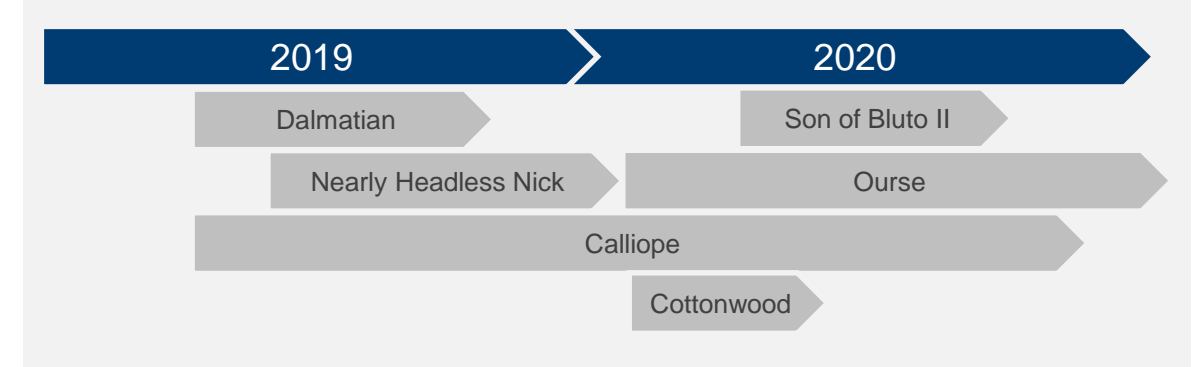 2019 2020
Dalmatian Son of Bluto II
Nearly Headless Nick Ourse
Calliope
Cottonwood